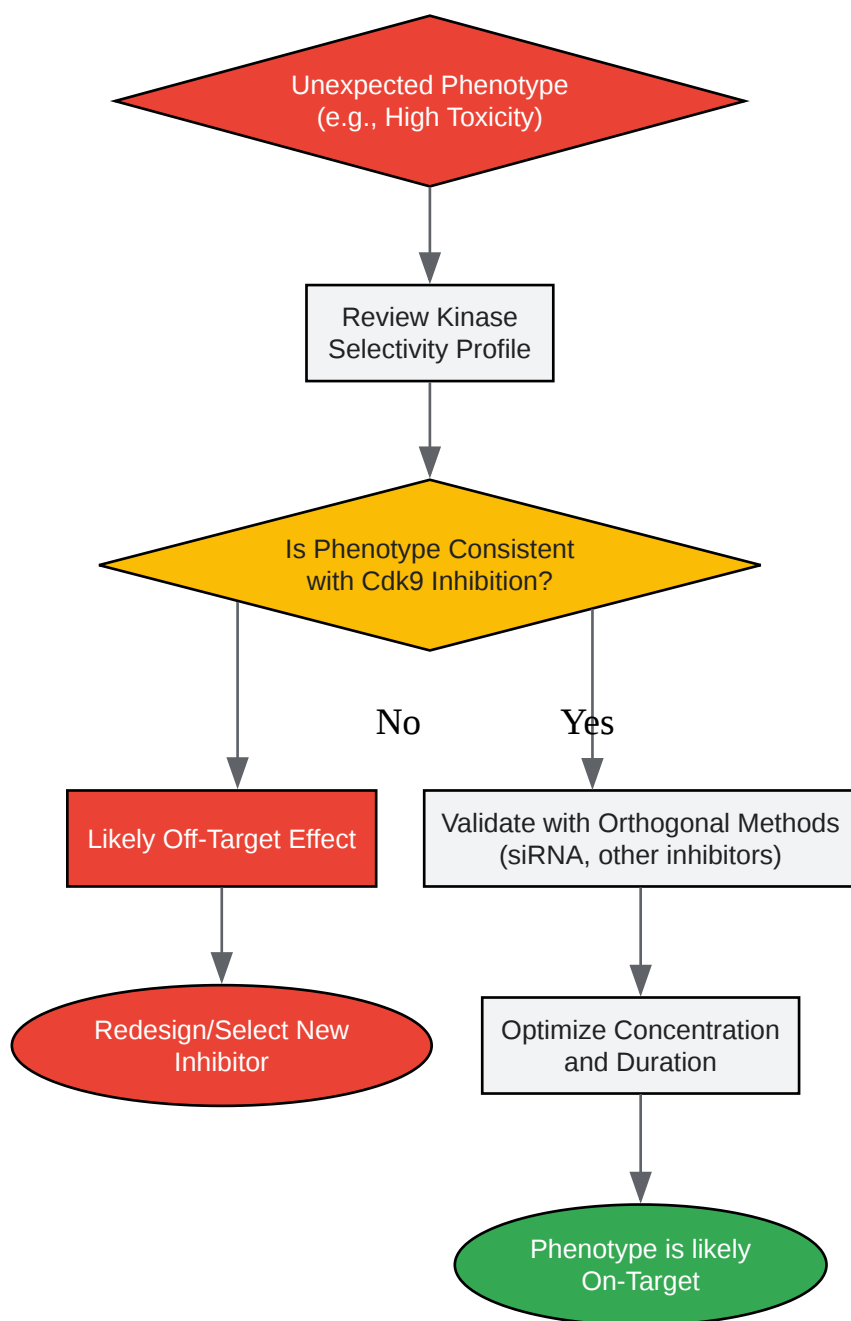 Unexpected Phenotype
(e.g., High Toxicity)
Review Kinase
Selectivity Profile
Is Phenotype Consistent
with Cdk9 Inhibition?
No
Yes
Likely Off-Target Effect
Validate with Orthogonal Methods
(siRNA, other inhibitors)
Redesign/Select New
Inhibitor
Optimize Concentration
and Duration
Phenotype is likely
On-Target